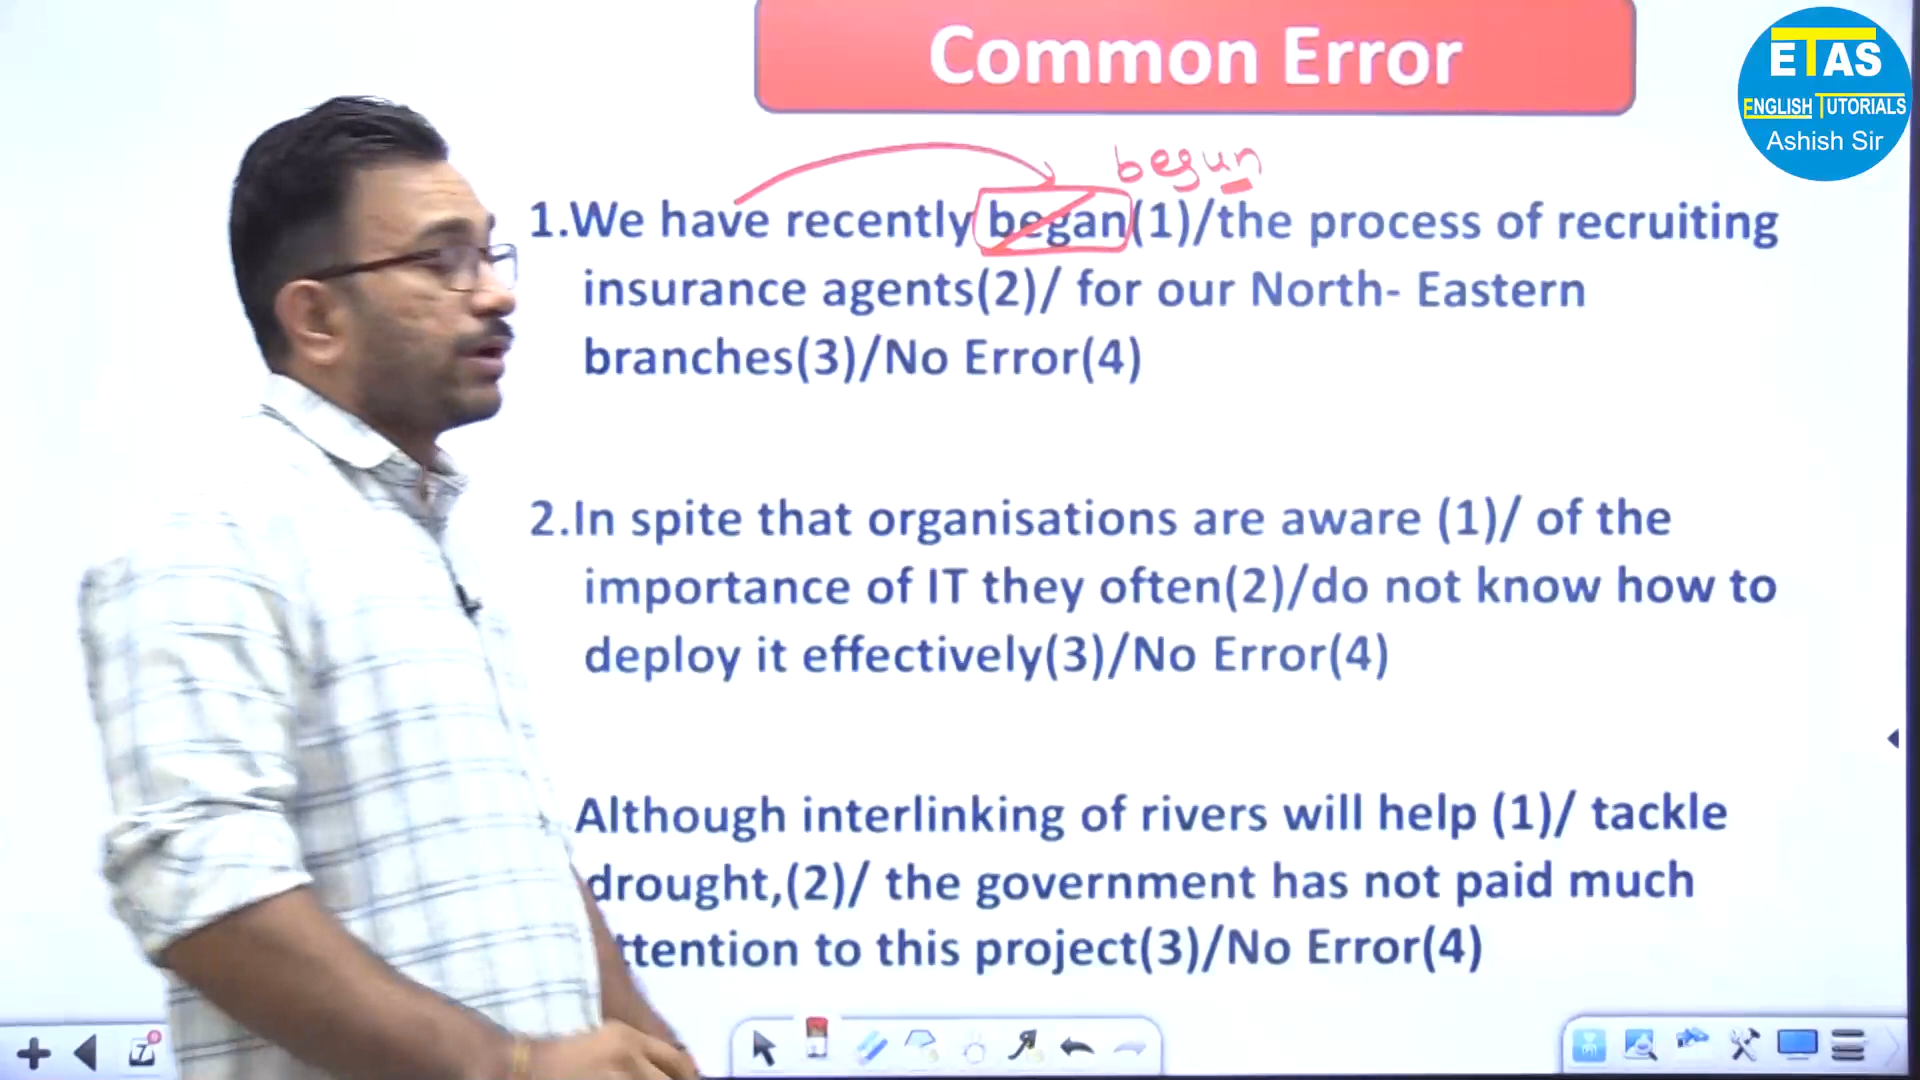 Common Error
ETAS
ENGLISH TUTORIALS
Ashish Sir
begun
1.We have recently began(1)/the process of recruiting
insurance agents(2)/ for our North- Eastern
branches(3)/No Error(4)
2.In spite that organisations are aware (1)/ of the
importance of IT they often(2)/do not know how to
deploy it effectively(3)/No Error(4)
Although interlinking of rivers will help (1)/ tackle
drought,(2)/ the government has not paid much
ttention to this project(3)/No Error(4)
7